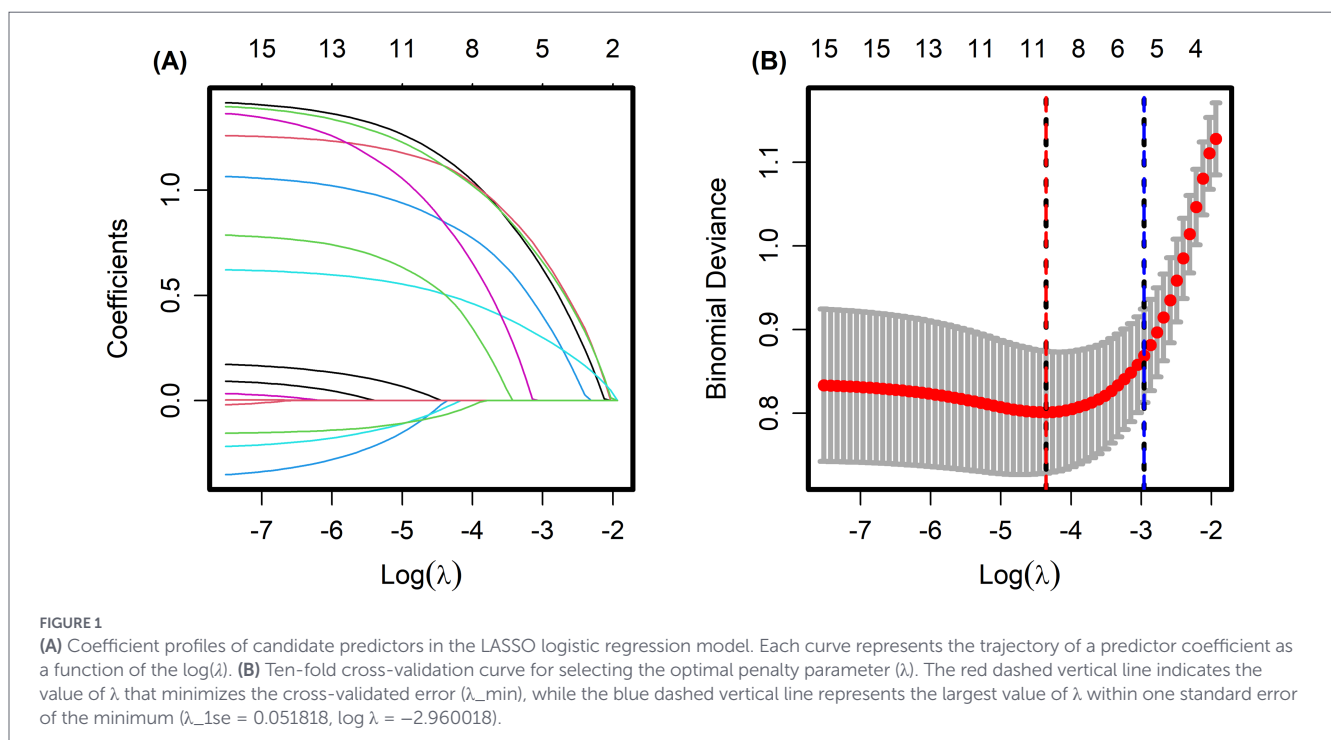 (A)
15 13 11 8 5 2
Coefficients
1.0
0.5
0.0
-7 -6 -5 -4 -3 -2
Log(λ)
(B)
15 15 13 11 11 8 6 5 4
Binomial Deviance
1.1
1.0
0.9
0.8
-7 -6 -5 -4 -3 -2
Log(λ)
FIGURE 1
(A) Coefficient profiles of candidate predictors in the LASSO logistic regression model. Each curve represents the trajectory of a predictor coefficient as
a function of the log(λ). (B) Ten-fold cross-validation curve for selecting the optimal penalty parameter (λ). The red dashed vertical line indicates the
value of λ that minimizes the cross-validated error (λ_min), while the blue dashed vertical line represents the largest value of λ within one standard error
of the minimum (λ_1se = 0.051818, log λ = −2.960018).